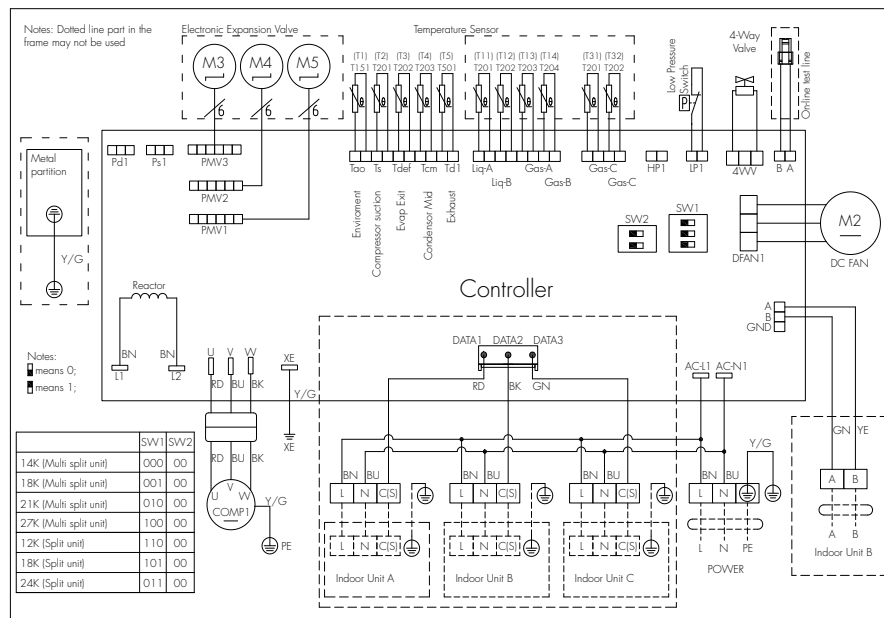 Notes: Dotted line part in the
frame may not be used
Electronic Expansion Valve
M3
M4
M5
6
6
6
Temperature Sensor
(T1) (T2) (T3) (T4) (T5)
T151 T201 T202 T203 T501
(T11) (T12) (T13) (T14)
T201 T202 T203 T204
(T31) (T32)
T201 T202
Low Pressure
Switch
P
4-Way
Valve
On-line test line
Metal
partition
Y/G
Pd1
Ps1
PMV3
PMV2
PMV1
Tao
Ts
Tdef
Tcm
Td1
Enviroment
Compressor suction
Evap Exit
Condensor Mid
Exhaust
Liq-A
Liq-B
Gas-A
Gas-B
Gas-C
Gas-C
HP1
LP1
4WV
B A
SW2
SW1
DFAN1
M2
DC FAN
Controller
Reactor
BN
BN
L1
L2
Notes:
means 0;
means 1;
U V W
RD BU BK
RD BU BK
U V W
COMP1
Y/G
PE
XE
Y/G
XE
DATA1 DATA2 DATA3
RD BK GN
AC-L1 AC-N1
A
B
GND
BN BU
BN BU
BN BU
BN BU
Y/G
L N C(S)
L N C(S)
L N C(S)
L N
L N C(S)
L N C(S)
L N C(S)
L N PE
Indoor Unit A
Indoor Unit B
Indoor Unit C
POWER
GN YE
A B
A B
Indoor Unit B
SW1 SW2
14K (Multi split unit) 000 00
18K (Multi split unit) 001 00
21K (Multi split unit) 010 00
27K (Multi split unit) 100 00
12K (Split unit) 110 00
18K (Split unit) 101 00
24K (Split unit) 011 00